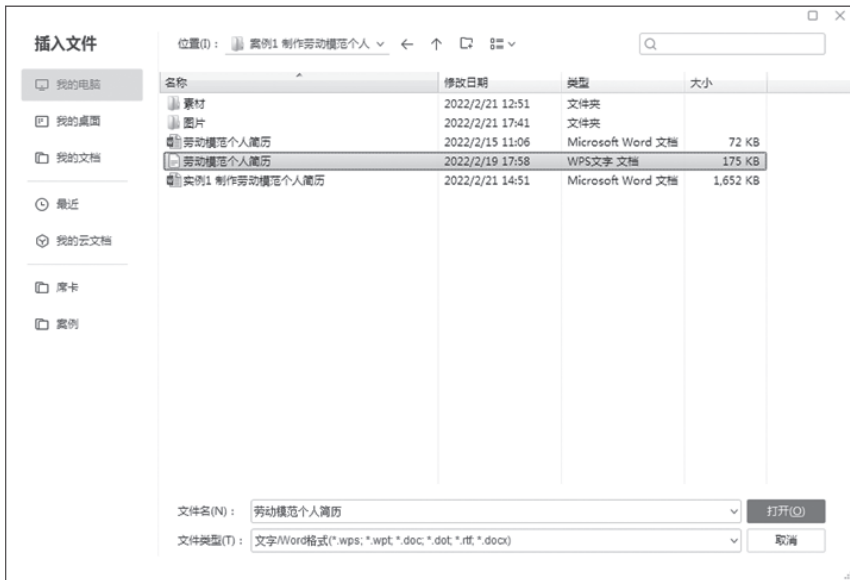 插入文件
位置(I)： 案例1 制作劳动模范个人
我的电脑
我的桌面
我的文档
最近
我的云文档
席卡
案例
名称 修改日期 类型 大小
素材 2022/2/21 12:51 文件夹
图片 2022/2/21 17:41 文件夹
劳动模范个人简历 2022/2/15 11:06 Microsoft Word 文档 72 KB
劳动模范个人简历 2022/2/19 17:58 WPS文字 文档 175 KB
实例1 制作劳动模范个人简历 2022/2/21 14:51 Microsoft Word 文档 1,652 KB
文件名(N)： 劳动模范个人简历 打开(O)
文件类型(T)： 文字/Word格式(*.wps; *.wpt; *.doc; *.dot; *.rtf; *.docx) 取消